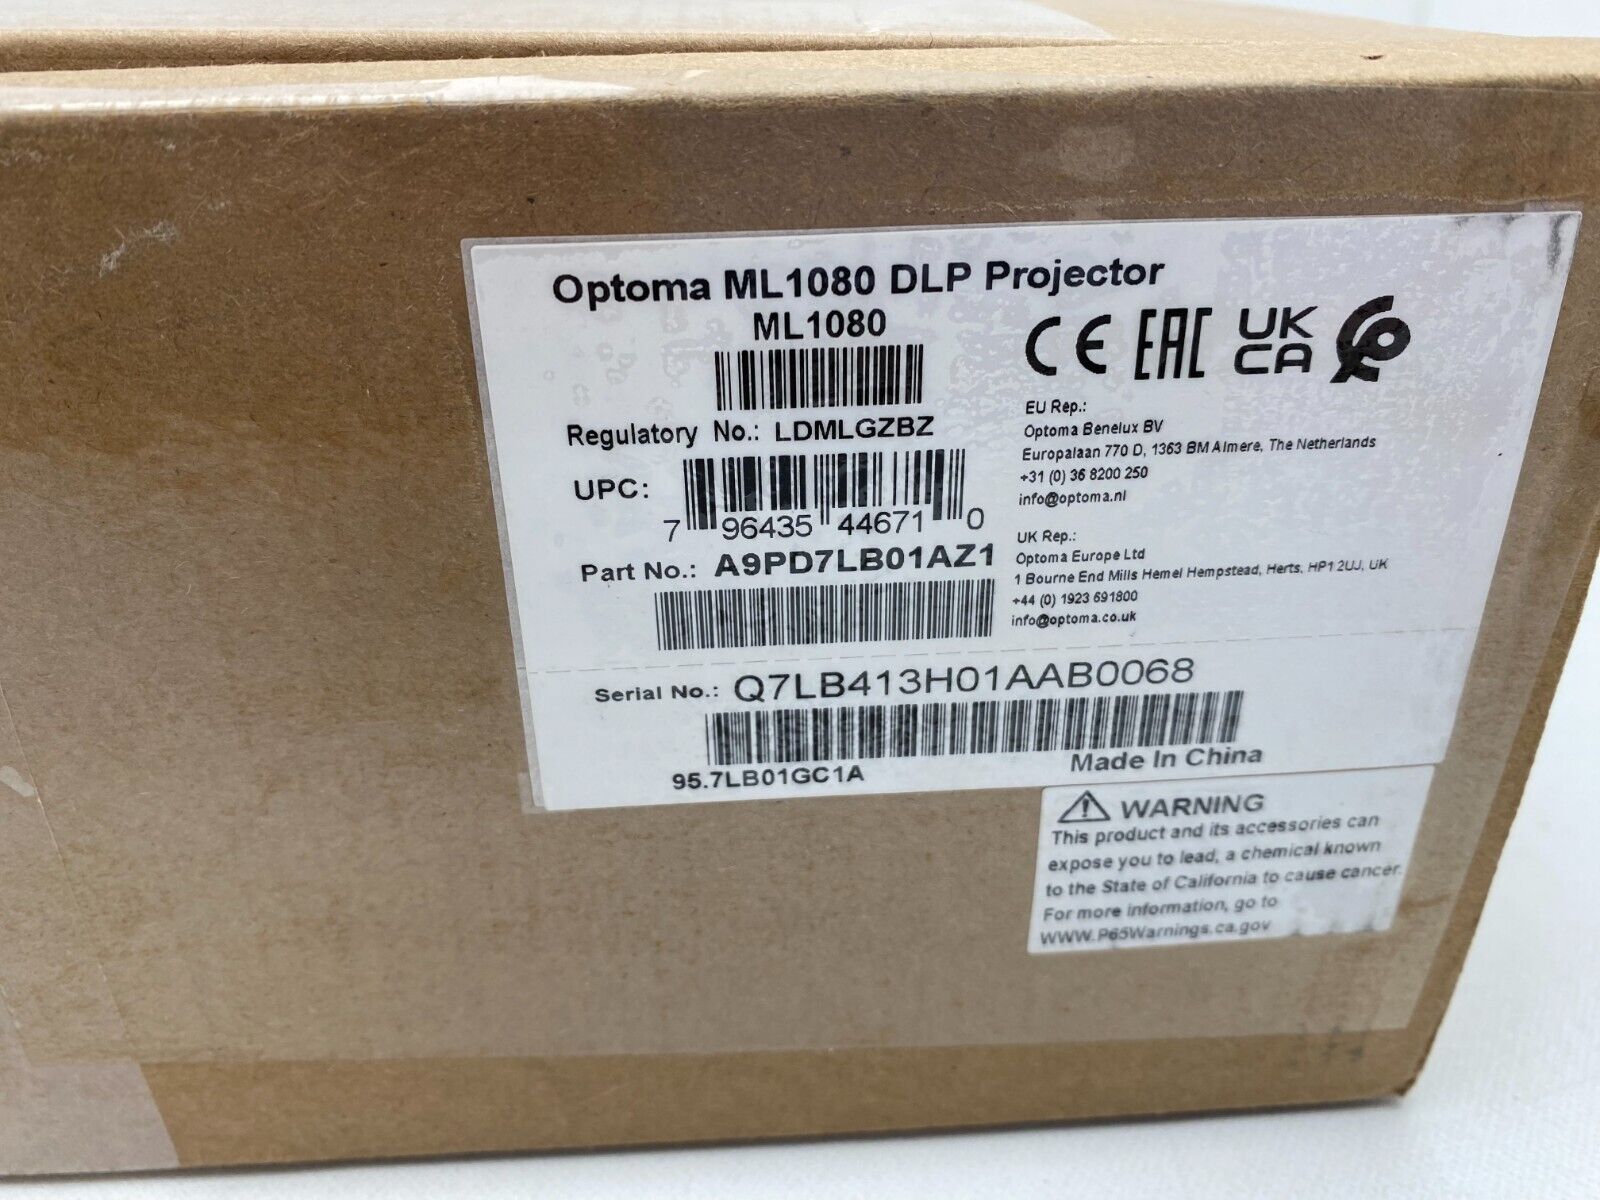 Optoma ML1080 DLP Projector
ML1080
Regulatory No.: LDMLGZBZ
UPC:
7 96435 44671 0
Part No.: A9PD7LB01AZ1
CE EAC UK CA
EU Rep.:
Optoma Benelux BV
Europalaan 770 D, 1363 BM Almere, The Netherlands
+31 (0) 36 8200 250
info@optoma.nl
UK Rep.:
Optoma Europe Ltd
1 Bourne End Mills Hemel Hempstead, Herts, HP1 2UJ, UK
+44 (0) 1923 691800
info@optoma.co.uk
Serial No.: Q7LB413H01AAB0068
95.7LB01GC1A
Made In China
WARNING
This product and its accessories can
expose you to lead, a chemical known
to the State of California to cause cancer.
For more information, go to
WWW.P65Warnings.ca.gov